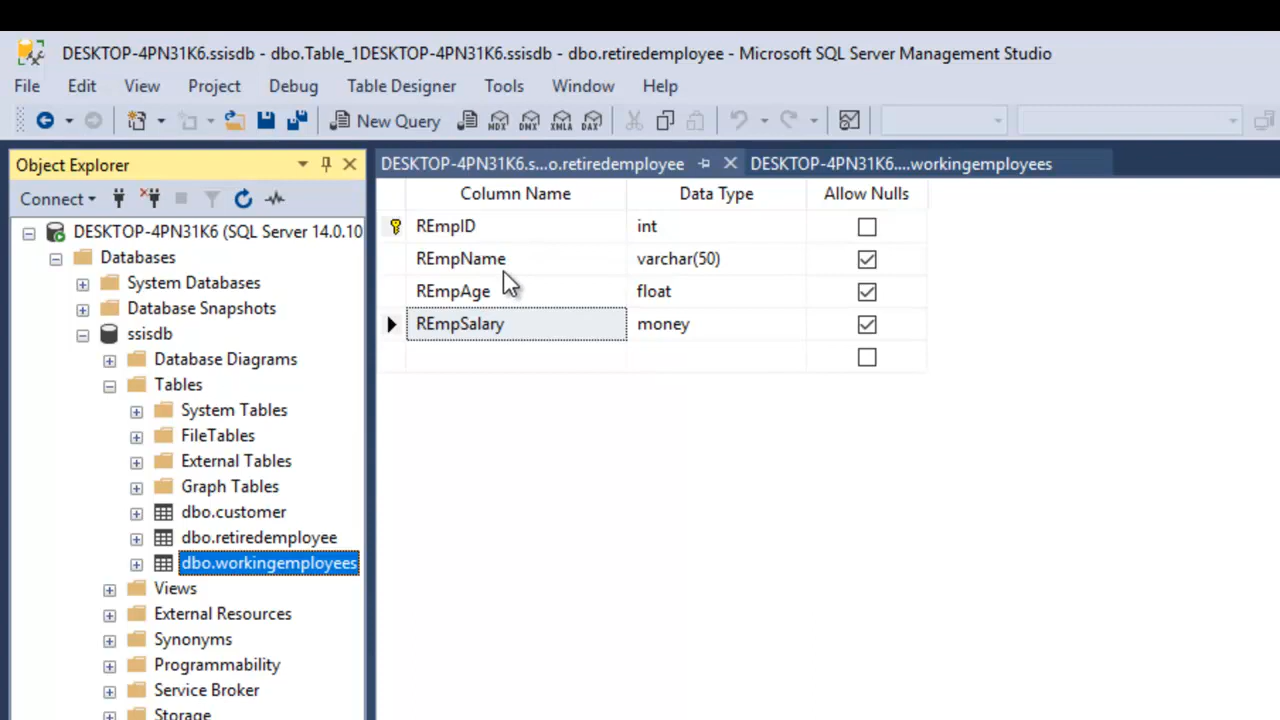 DESKTOP-4PN31K6.ssisdb - dbo.Table_1DESKTOP-4PN31K6.ssisdb - dbo.retiredemployee - Microsoft SQL Server Management Studio
File Edit View Project Debug Table Designer Tools Window Help
New Query MDX DMX XMLA DAX
Object Explorer
Connect
DESKTOP-4PN31K6 (SQL Server 14.0.10
Databases
System Databases
Database Snapshots
ssisdb
Database Diagrams
Tables
System Tables
FileTables
External Tables
Graph Tables
dbo.customer
dbo.retiredemployee
dbo.workingemployees
Views
External Resources
Synonyms
Programmability
Service Broker
Storage
DESKTOP-4PN31K6.s...o.retiredemployee DESKTOP-4PN31K6....workingemployees
Column Name Data Type Allow Nulls
REmpID int
REmpName varchar(50)
REmpAge float
REmpSalary money